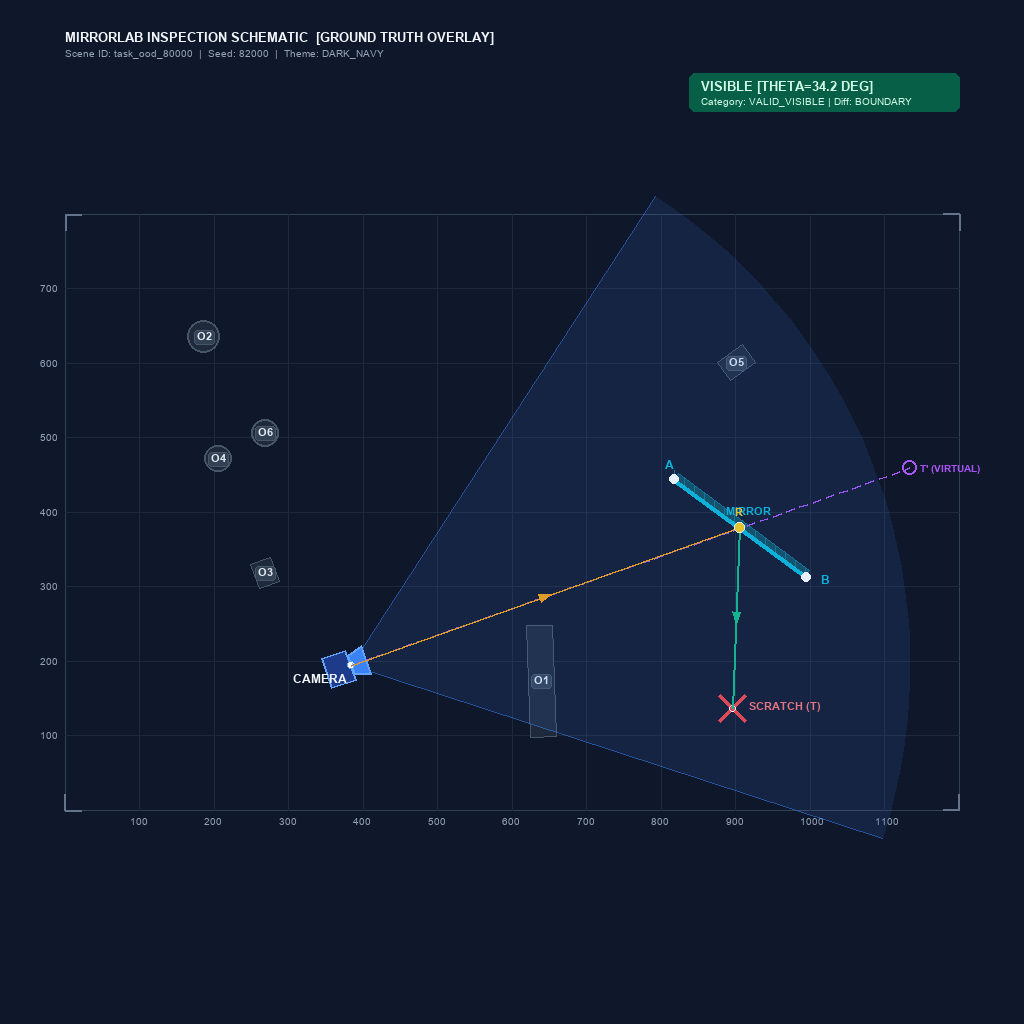 MIRRORLAB INSPECTION SCHEMATIC [GROUND TRUTH OVERLAY]
Scene ID: task_ood_80000 | Seed: 82000 | Theme: DARK_NAVY
VISIBLE [THETA=34.2 DEG]
Category: VALID_VISIBLE | Diff: BOUNDARY
700
O2
600
O5
500
O6
O4
A
T' (VIRTUAL)
400
MIRROR
R
300
O3
B
200
CAMERA
O1
SCRATCH (T)
100
100 200 300 400 500 600 700 800 900 1000 1100